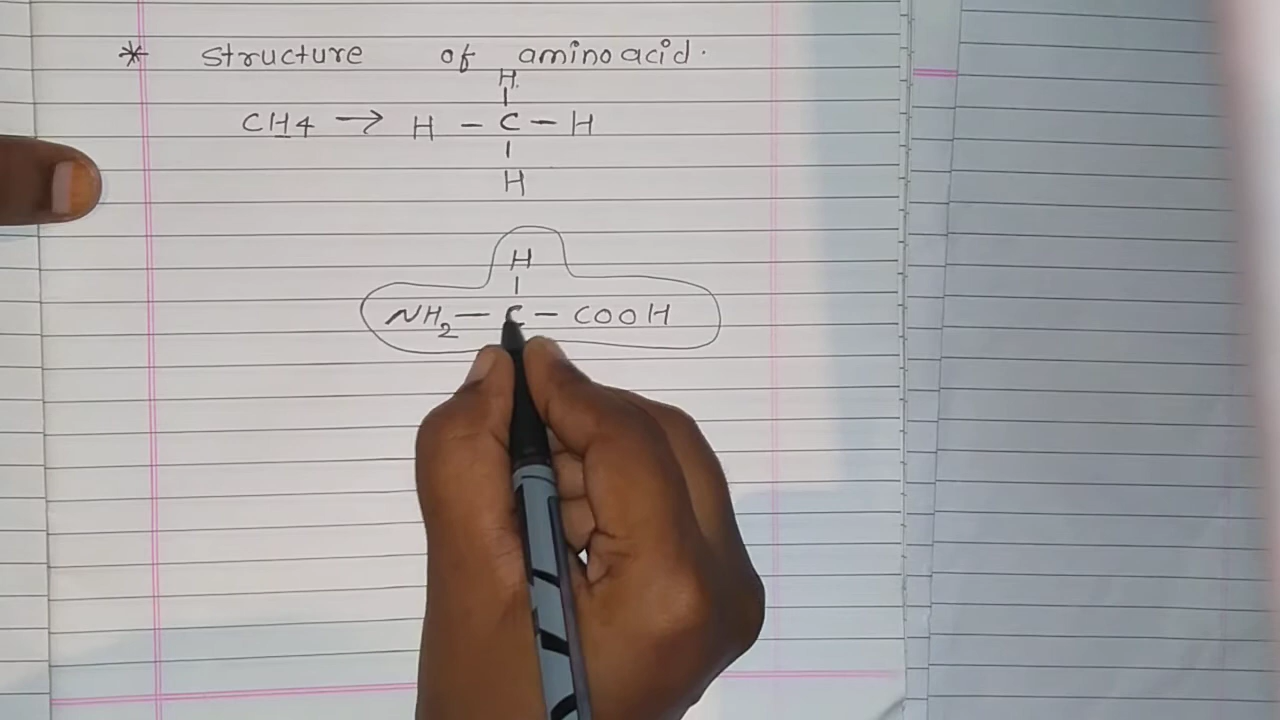 * structure of amino acid.
H
CH4 → H - C - H
H
H
NH2 - C - COOH